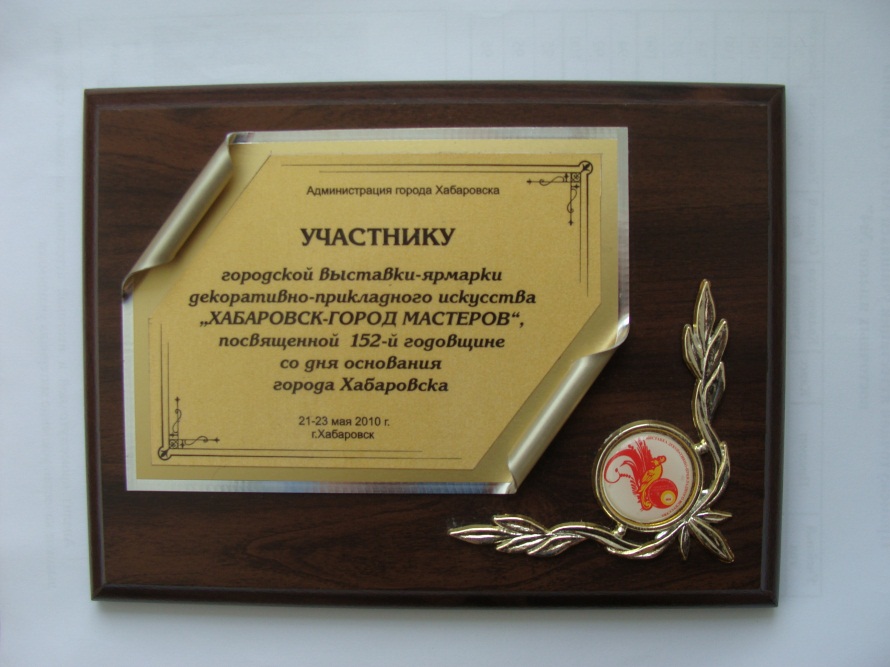 Администрация города Хабаровска
УЧАСТНИКУ
городской выставки-ярмарки
декоративно-прикладного искусства
„ХАБАРОВСК-ГОРОД МАСТЕРОВ“,
посвященной 152-й годовщине
со дня основания
города Хабаровска
21-23 мая 2010 г.
г.Хабаровск